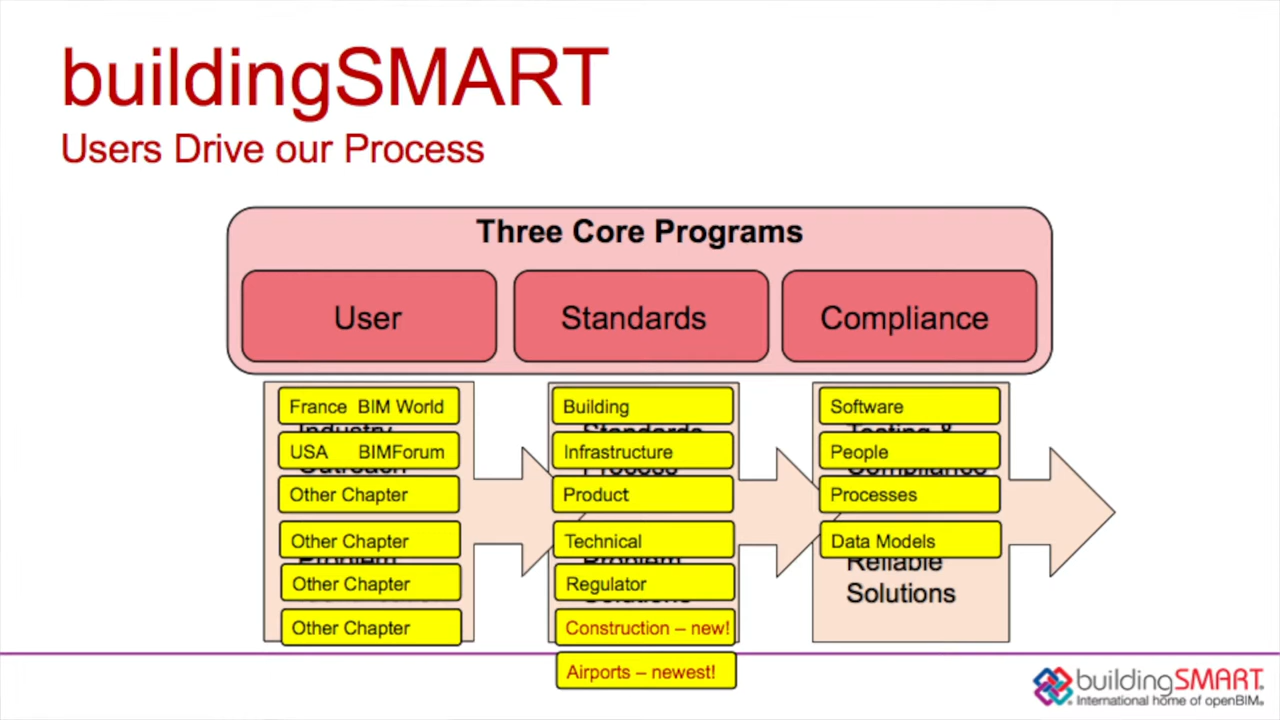 buildingSMART
Users Drive our Process
Three Core Programs
User
Standards
Compliance
France BIM World
USA BIMForum
Other Chapter
Other Chapter
Other Chapter
Other Chapter
Building
Infrastructure
Product
Technical
Regulator
Construction – new!
Airports – newest!
Software
People
Processes
Data Models
Reliable
Solutions
buildingSMART
International home of openBIM